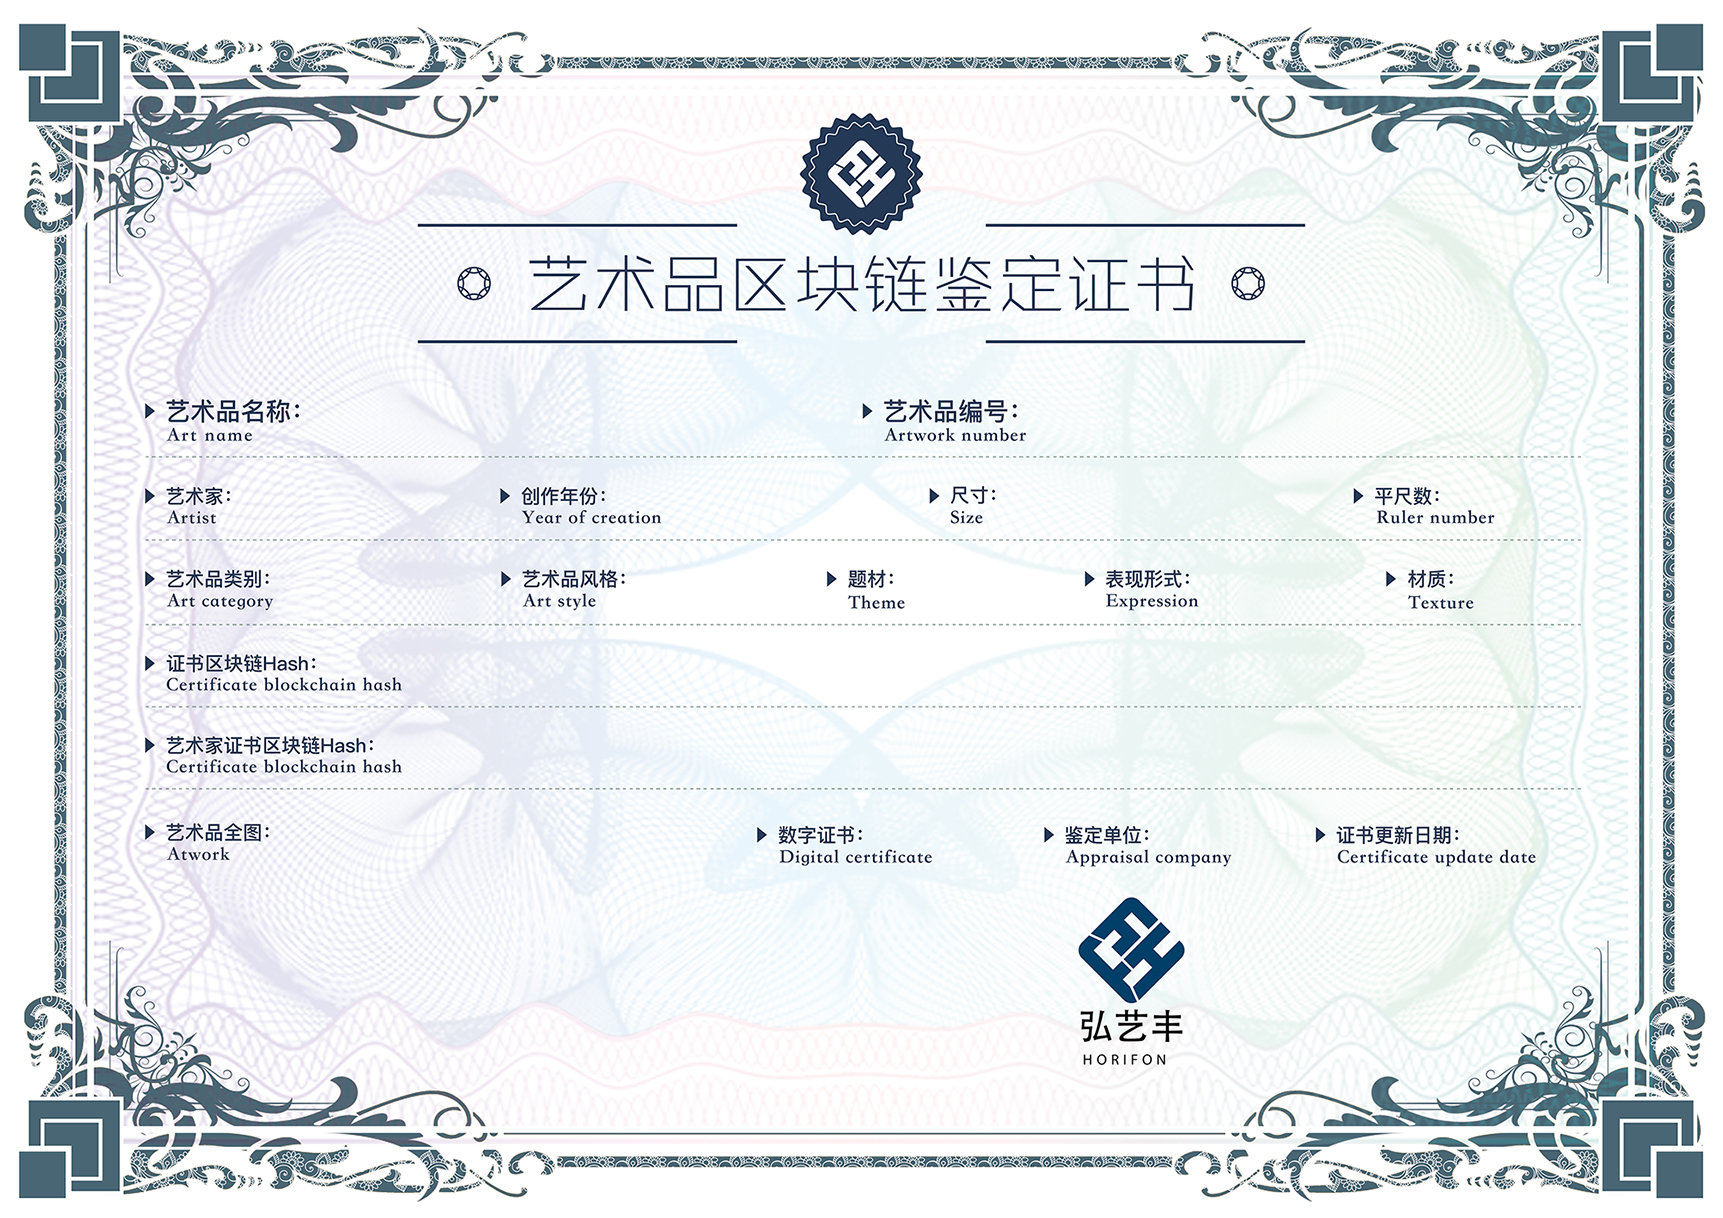 艺术品区块链鉴定证书
艺术品名称：
Art name
艺术品编号：
Artwork number
艺术家：
Artist
创作年份：
Year of creation
尺寸：
Size
平尺数：
Ruler number
艺术品类别：
Art category
艺术品风格：
Art style
题材：
Theme
表现形式：
Expression
材质：
Texture
证书区块链Hash：
Certificate blockchain hash
艺术家证书区块链Hash：
Certificate blockchain hash
艺术品全图：
Atwork
数字证书：
Digital certificate
鉴定单位：
Appraisal company
证书更新日期：
Certificate update date
弘艺丰
HORIFON